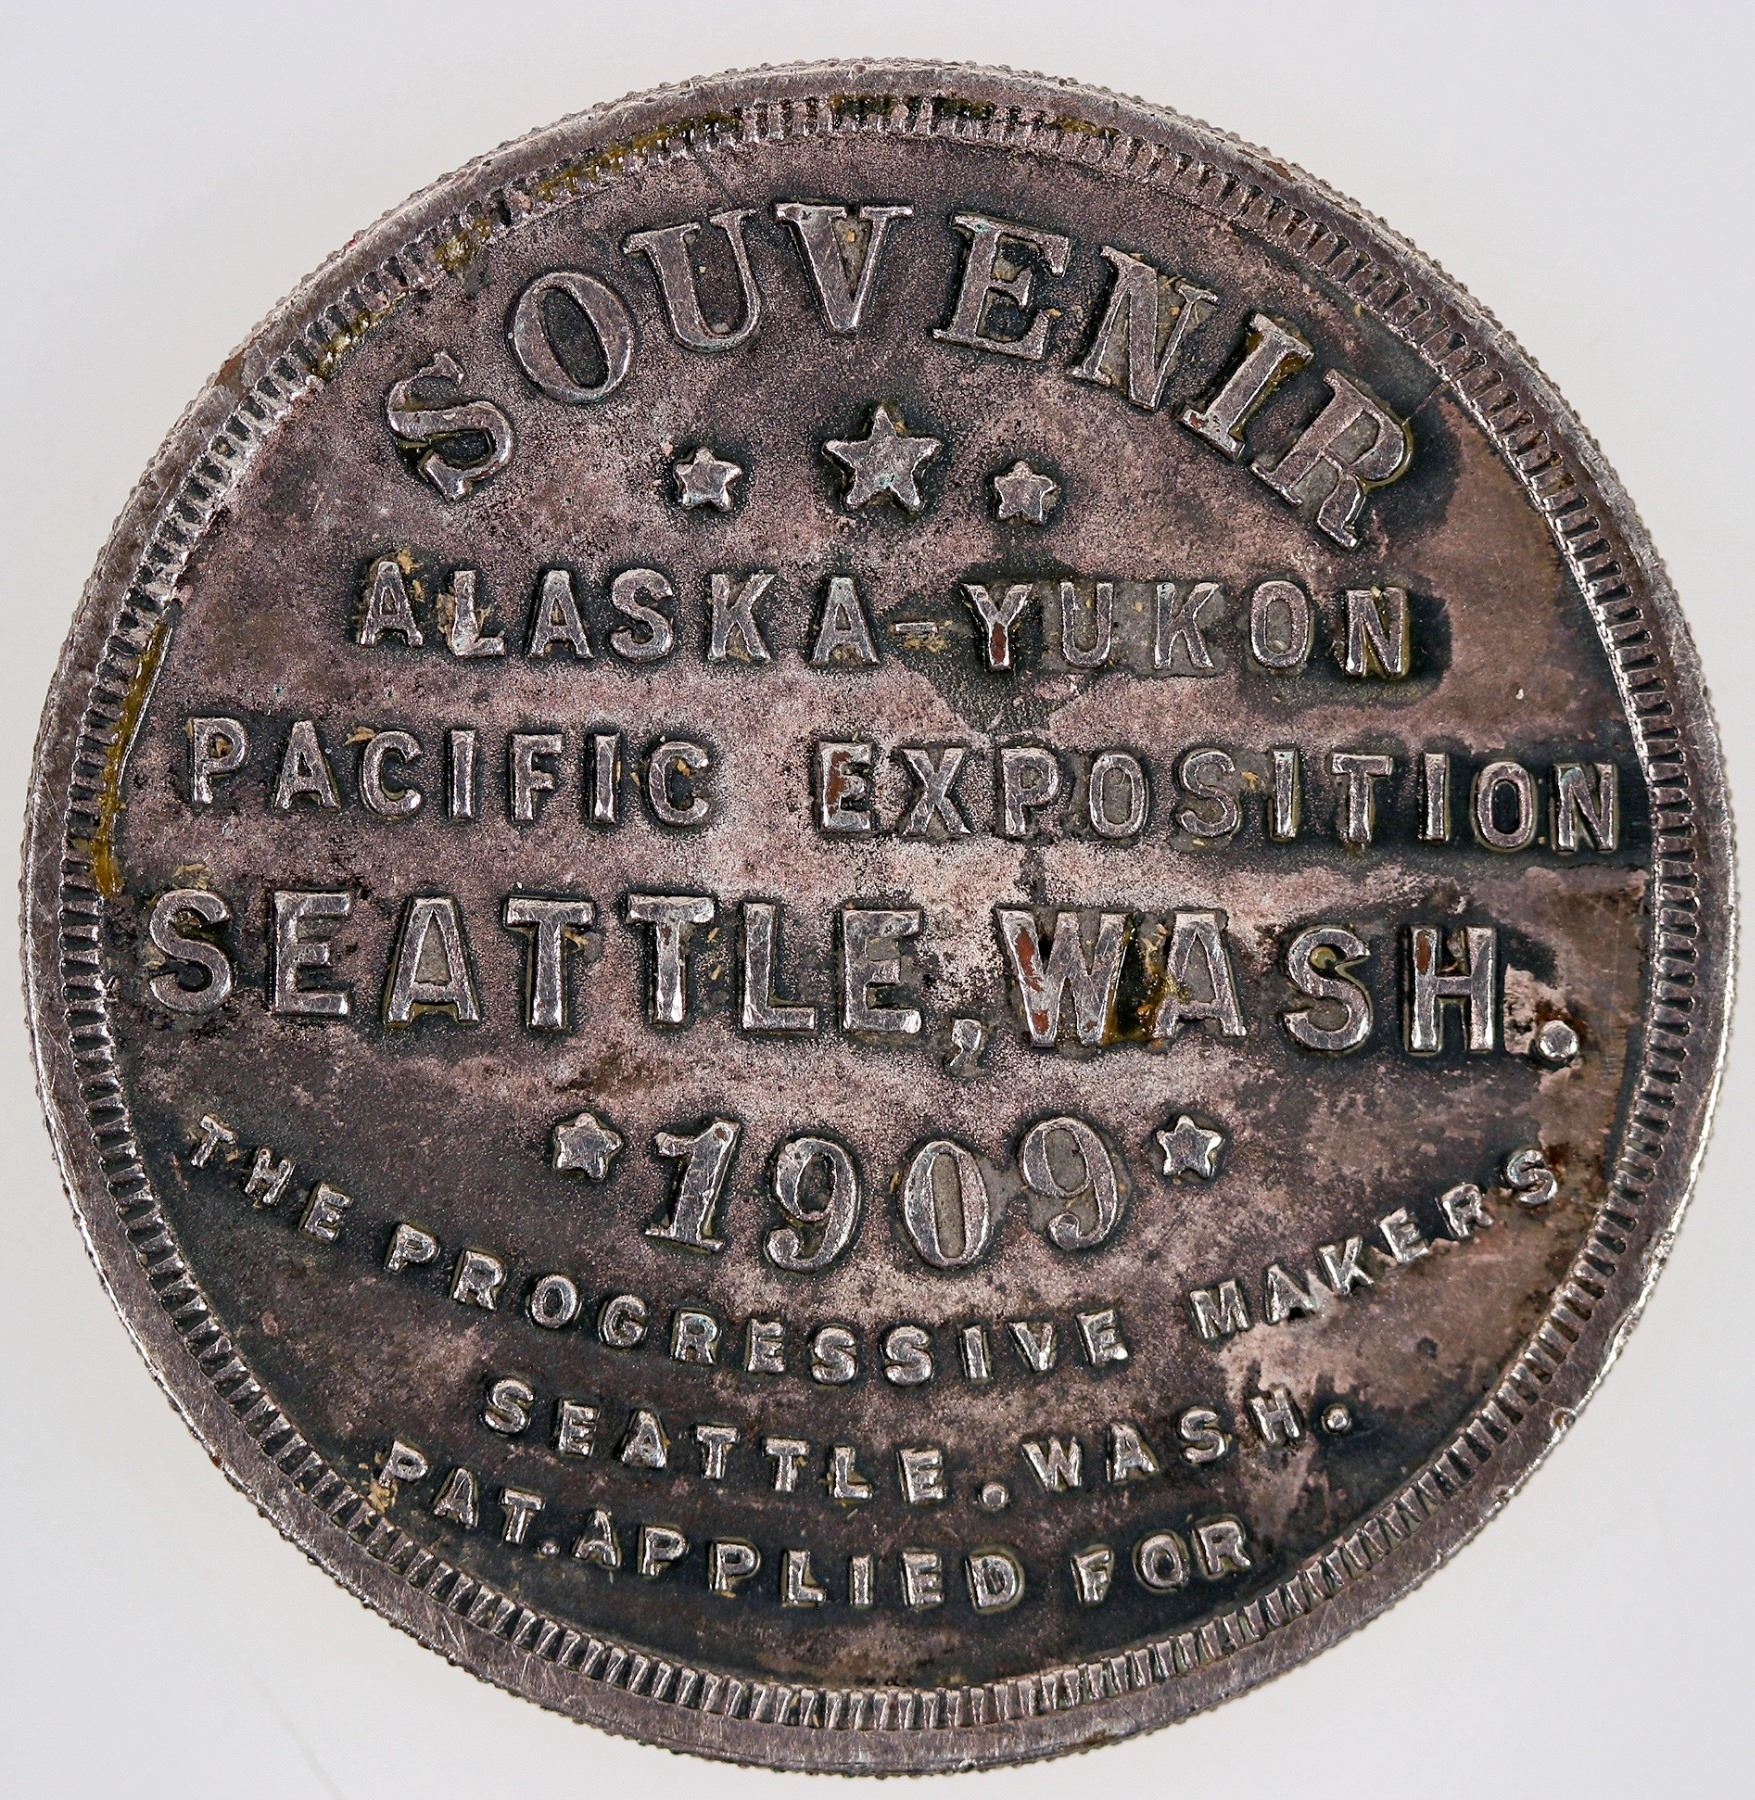 SOUVENIR
ALASKA-YUKON
PACIFIC EXPOSITION
SEATTLE, WASH.
1909
THE PROGRESSIVE MAKERS
SEATTLE. WASH.
PAT. APPLIED FOR